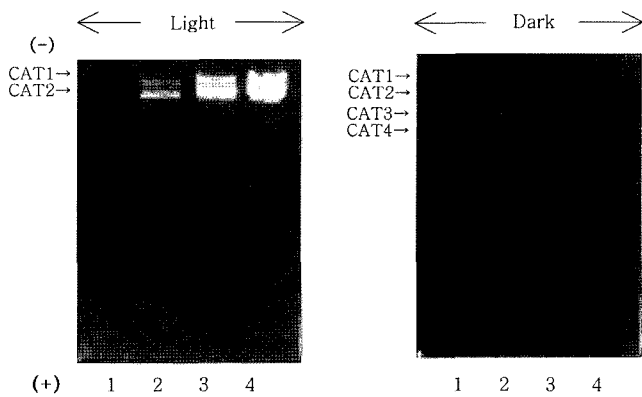 Light
(-)
CAT1→
CAT2→
(+) 1 2 3 4
Dark
CAT1→
CAT2→
CAT3→
CAT4→
1 2 3 4